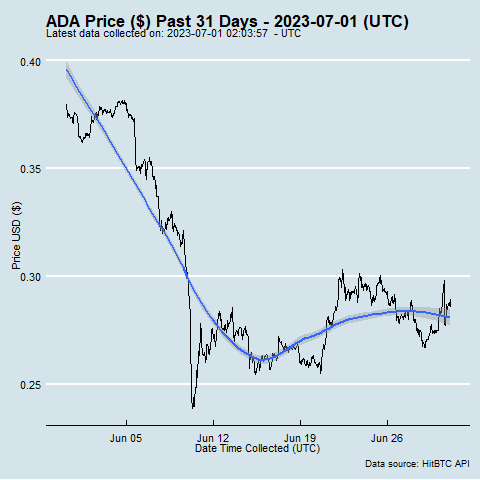 ADA Price ($) Past 31 Days - 2023-07-01 (UTC)
Latest data collected on: 2023-07-01 02:03:57 - UTC
0.40
0.35
0.30
0.25
Price USD ($)
Jun 05 Jun 12 Jun 19 Jun 26
Date Time Collected (UTC)
Data source: HitBTC API